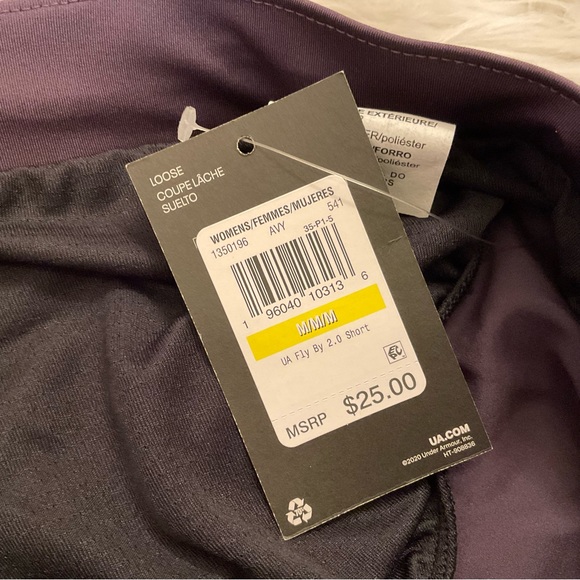 LOOSE
COUPE LÂCHE
SUELTO
WOMENS/FEMMES/MUJERES
1350196 AVY 541
35-P1-5
1 96040 10313 6
M/M/M
UA Fly By 2.0 Short
MSRP $25.00
UA.COM
©2020 Under Armour, Inc.
HT-908836
E EXTÉRIEURE/
ER/poliéster
/FORRO
poliéster
DO